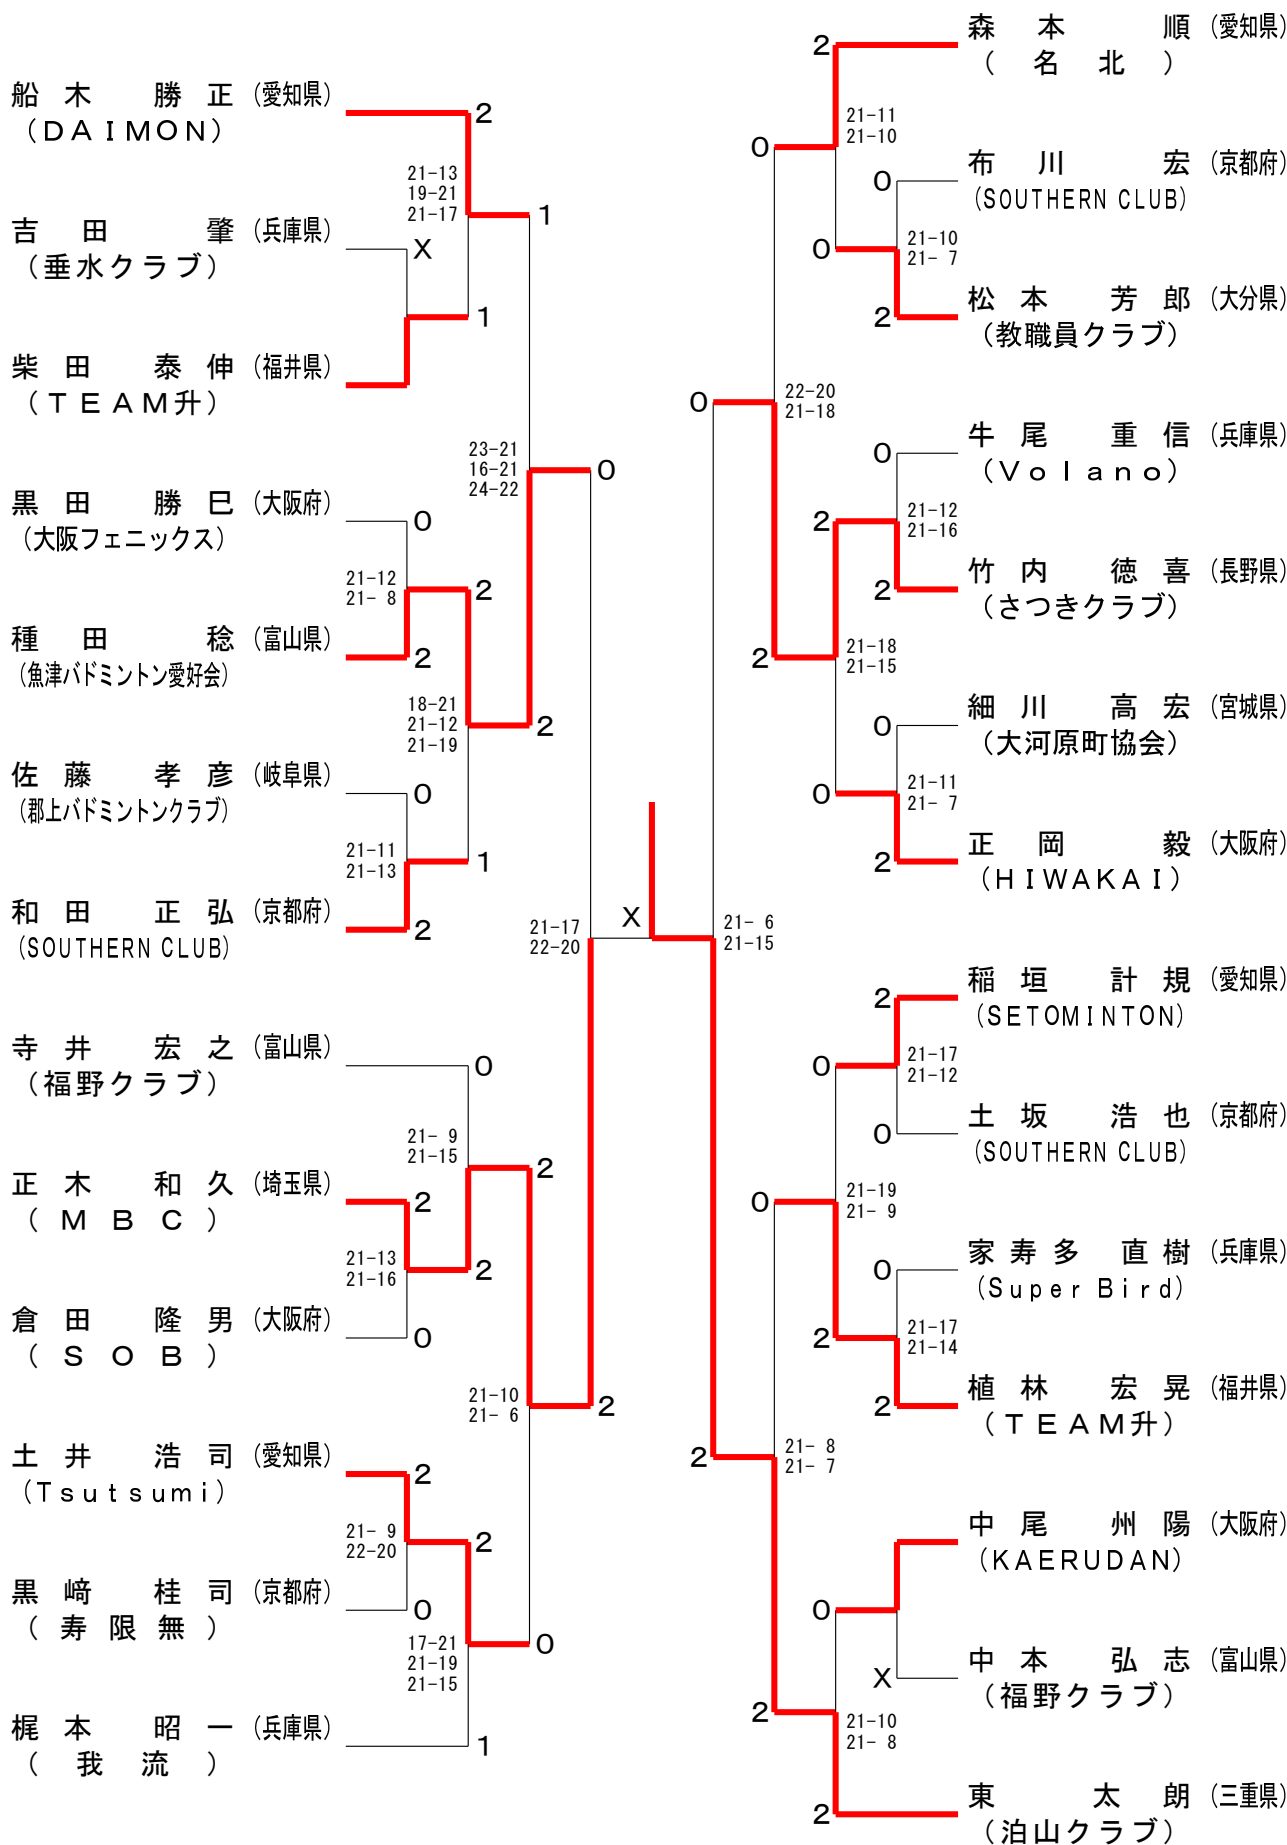 船木 勝正 (愛知県)
(DAIMON)
2
21-13
19-21
21-17
1
吉田 肇 (兵庫県)
(垂水クラブ)
X
1
柴田 泰伸 (福井県)
(TEAM升)
23-21
16-21
24-22
0
黒田 勝巳 (大阪府)
(大阪フェニックス)
0
21-12
21- 8
2
種田 稔 (富山県)
(魚津バドミントン愛好会)
2
18-21
21-12
21-19
2
佐藤 孝彦 (岐阜県)
(郡上バドミントンクラブ)
0
21-11
21-13
1
和田 正弘 (京都府)
(SOUTHERN CLUB)
2
21-17
22-20
X
寺井 宏之 (富山県)
(福野クラブ)
0
21- 9
21-15
2
正木 和久 (埼玉県)
(MBC)
2
21-13
21-16
2
倉田 隆男 (大阪府)
(SOB)
0
21-10
21- 6
2
土井 浩司 (愛知県)
(Tsutsumi)
2
21- 9
22-20
2
黒﨑 桂司 (京都府)
(寿限無)
0
17-21
21-19
21-15
0
梶本 昭一 (兵庫県)
(我流)
1
森本 順 (愛知県)
(名北)
2
21-11
21-10
0
布川 宏 (京都府)
(SOUTHERN CLUB)
0
21-10
21- 7
0
松本 芳郎 (大分県)
(教職員クラブ)
2
22-20
21-18
0
牛尾 重信 (兵庫県)
(Volano)
0
21-12
21-16
2
竹内 徳喜 (長野県)
(さつきクラブ)
2
21-18
21-15
2
細川 高宏 (宮城県)
(大河原町協会)
0
21-11
21- 7
0
正岡 毅 (大阪府)
(HIWAKAI)
2
21- 6
21-15
稲垣 計規 (愛知県)
(SETOMINTON)
2
21-17
21-12
0
土坂 浩也 (京都府)
(SOUTHERN CLUB)
0
21-19
21- 9
0
家寿多 直樹 (兵庫県)
(Super Bird)
0
21-17
21-14
2
植林 宏晃 (福井県)
(TEAM升)
2
21- 8
21- 7
2
中尾 州陽 (大阪府)
(KAERUDAN)
0
中本 弘志 (富山県)
(福野クラブ)
X
21-10
21- 8
2
東 太朗 (三重県)
(泊山クラブ)
2